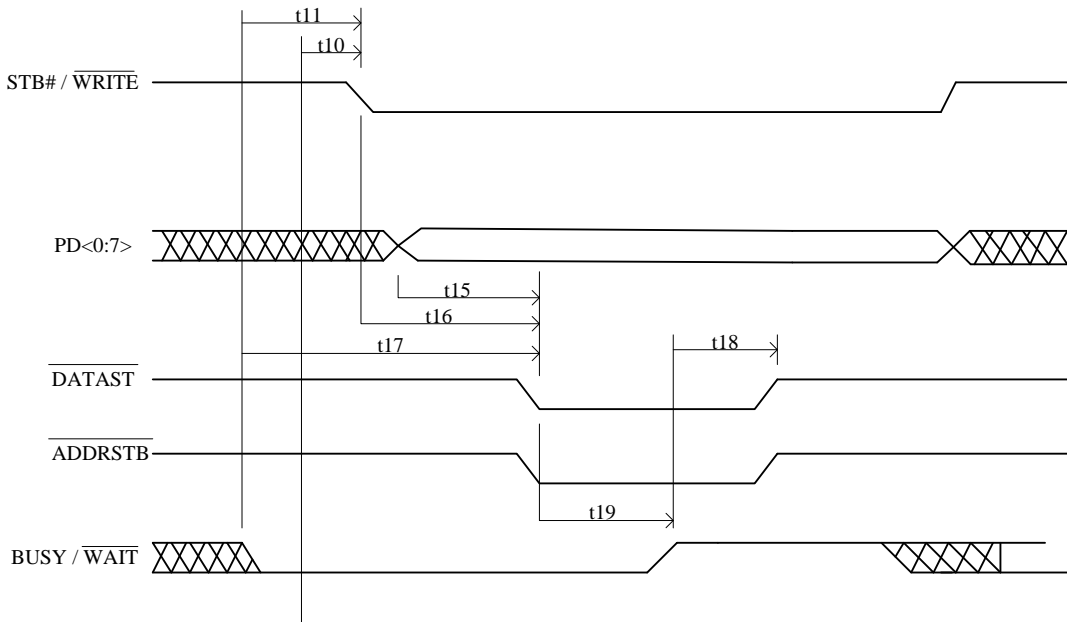 t11
t10
STB# / WRITE
PD<0:7>
t15
t16
t17
t18
DATAST
ADDRSTB
t19
BUSY / WAIT